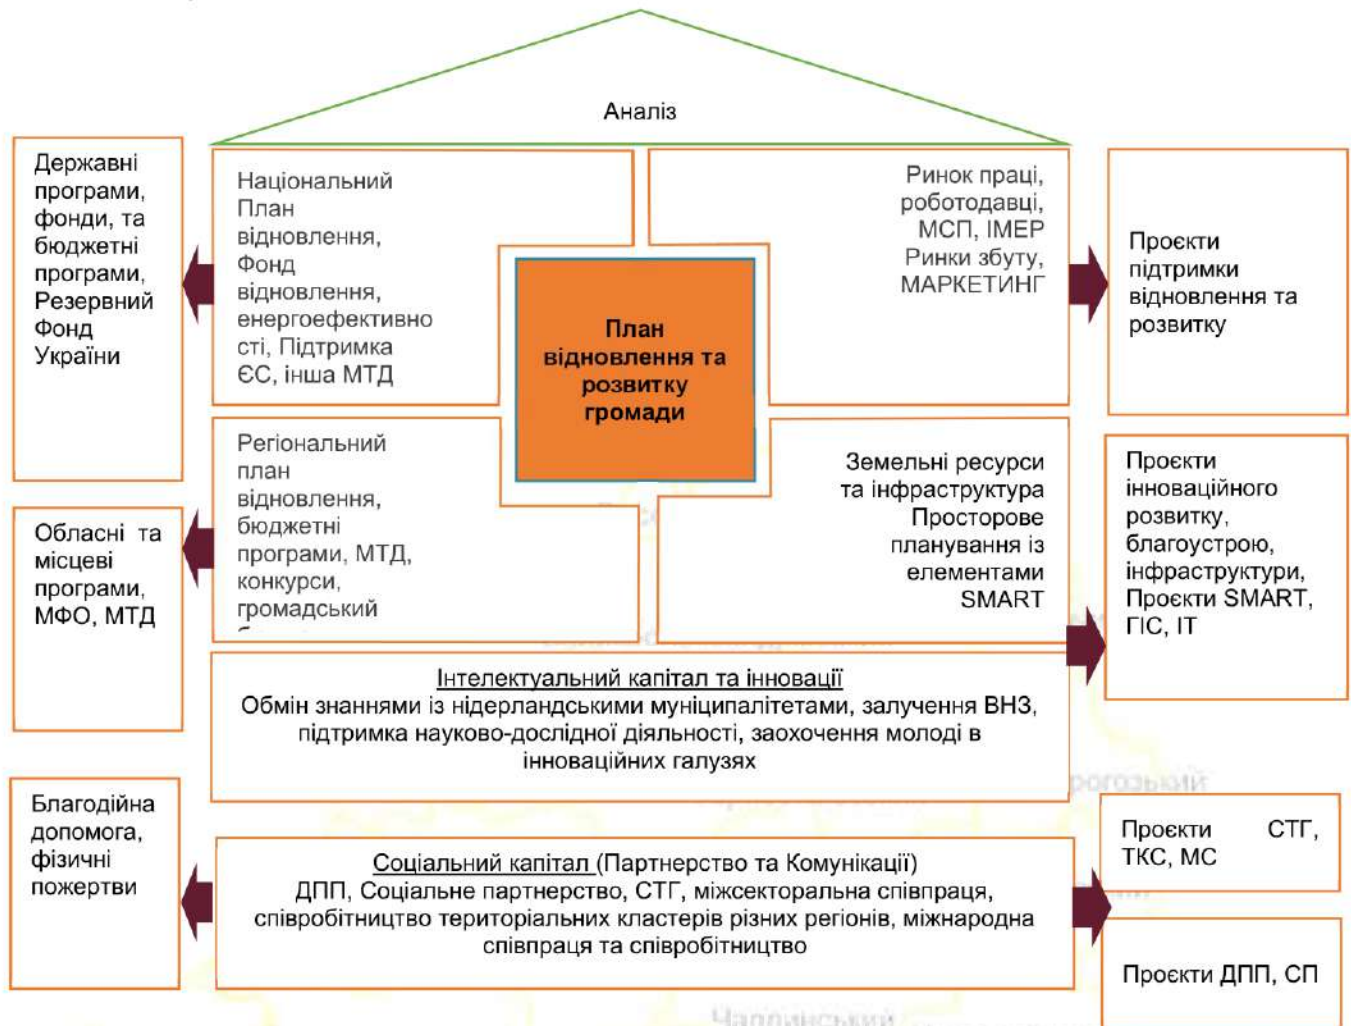 Аналіз
Державні
програми,
фонди, та
бюджетні
програми,
Резервний
Фонд
України
Національний
План
відновлення,
Фонд
відновлення,
енергоефективно
сті, Підтримка
ЄС, інша МТД
План
відновлення та
розвитку
громади
Ринок праці,
роботодавці,
МСП, ІМЕР
Ринки збуту,
МАРКЕТИНГ
Проєкти
підтримки
відновлення та
розвитку
Обласні та
місцеві
програми,
МФО, МТД
Регіональний
план
відновлення,
бюджетні
програми, МТД,
конкурси,
громадський
Земельні ресурси
та інфраструктура
Просторове
планування із
елементами
SMART
Проєкти
інноваційного
розвитку,
благоустрою,
інфраструктури,
Проєкти SMART,
ГІС, ІТ
Інтелектуальний капітал та інновації
Обмін знаннями із нідерландськими муніципалітетами, залучення ВНЗ,
підтримка науково-дослідної діяльності, заохочення молоді в
інноваційних галузях
рогозький
Благодійна
допомога,
фізичні
пожертви
Соціальний капітал (Партнерство та Комунікації)
ДПП, Соціальне партнерство, СТГ, міжсекторальна співпраця,
співробітництво територіальних кластерів різних регіонів, міжнародна
співпраця та співробітництво
Проєкти СТГ,
ТКС, МС
Проєкти ДПП, СП
Чаплинський